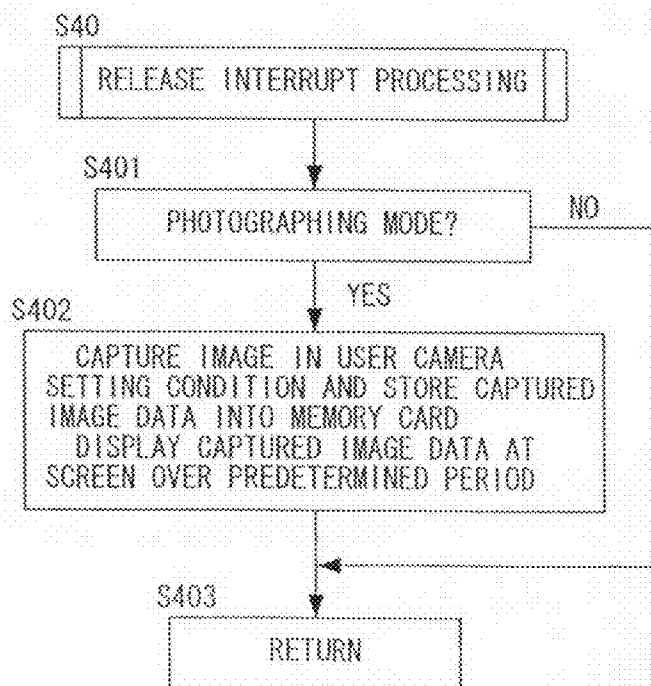 S40
RELEASE INTERRUPT PROCESSING
S401
PHOTOGRAPHING MODE?
NO
YES
S402
CAPTURE IMAGE IN USER CAMERA
SETTING CONDITION AND STORE CAPTURED
IMAGE DATA INTO MEMORY CARD
DISPLAY CAPTURED IMAGE DATA AT
SCREEN OVER PREDETERMINED PERIOD
S403
RETURN